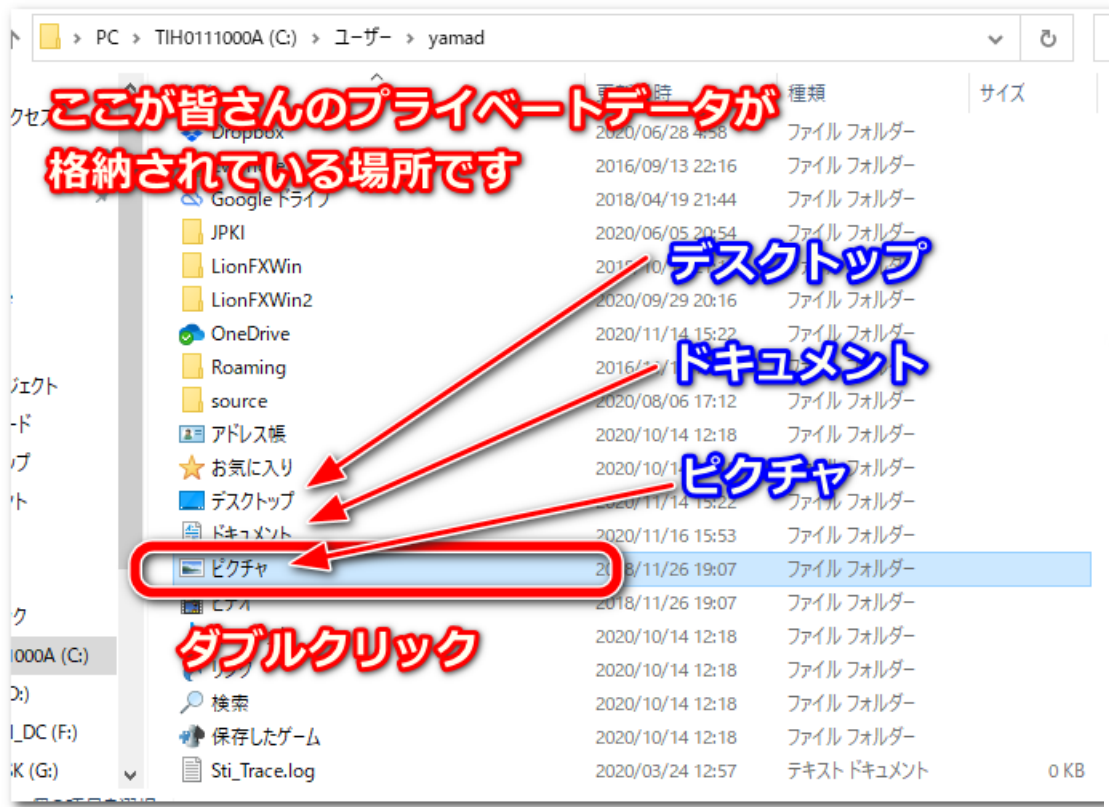 PC > TIH0111000A (C:) > ユーザー > yamad
種類 サイズ
ここが皆さんのプライベートデータが
格納されている場所です
Dropbox 2020/06/28 4:58 ファイル フォルダー
2016/09/13 22:16 ファイル フォルダー
Google ドライブ 2018/04/19 21:44 ファイル フォルダー
JPKI 2020/06/05 20:54 ファイル フォルダー
デスクトップ
LionFXWin ファイル フォルダー
LionFXWin2 2020/09/29 20:16 ファイル フォルダー
OneDrive 2020/11/14 15:22 ファイル フォルダー
ドキュメント
Roaming
source 2020/08/06 17:12 ファイル フォルダー
アドレス帳 2020/10/14 12:18 ファイル フォルダー
お気に入り ファイル フォルダー
ピクチャ
デスクトップ 2020/11/14 15:22 ファイル フォルダー
ドキュメント 2020/11/16 15:53 ファイル フォルダー
ピクチャ 2018/11/26 19:07 ファイル フォルダー
ビデオ 2018/11/26 19:07 ファイル フォルダー
ダブルクリック
2020/10/14 12:18 ファイル フォルダー
リンク 2020/10/14 12:18 ファイル フォルダー
検索 2020/10/14 12:18 ファイル フォルダー
保存したゲーム 2020/10/14 12:18 ファイル フォルダー
Sti_Trace.log 2020/03/24 12:57 テキスト ドキュメント 0 KB
ジェクト
000A (C:)
D:)
_DC (F:)
K (G:)